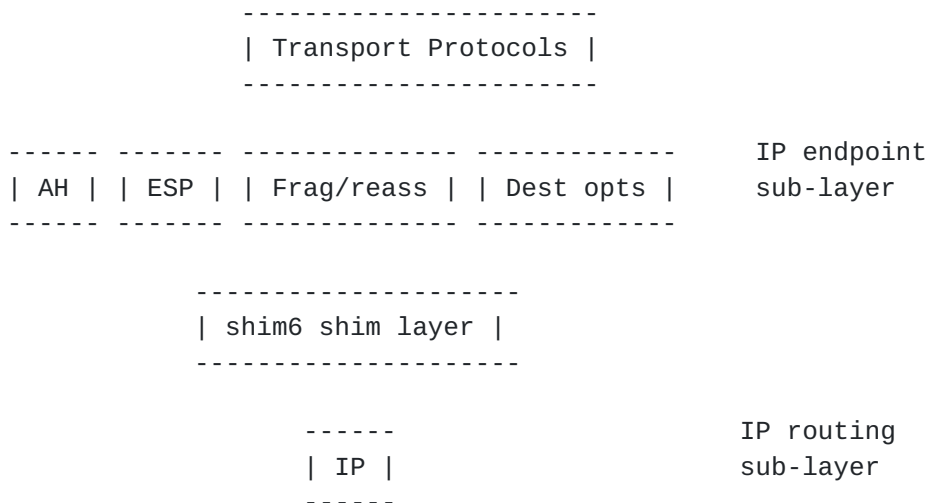 -----------------------
| Transport Protocols |
-----------------------
------ ------- -------------- ------------- IP endpoint
| AH | | ESP | | Frag/reass | | Dest opts | sub-layer
------ ------- -------------- -------------
---------------------
| shim6 shim layer |
---------------------
------ IP routing
| IP | sub-layer
------